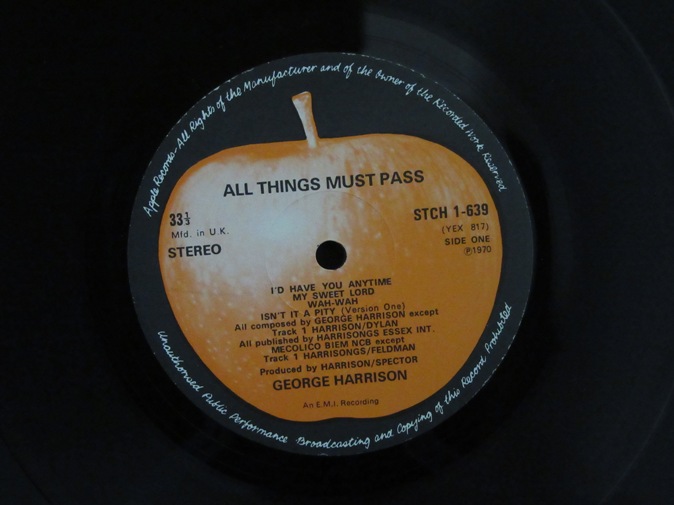 Apple Records-All Rights of the Manufacturer and of the Owner of the Recorded Work Reserved
ALL THINGS MUST PASS
33⅓
Mfd. in U.K.
STEREO
STCH 1-639
(YEX 817)
SIDE ONE
℗1970
I'D HAVE YOU ANYTIME
MY SWEET LORD
WAH-WAH
ISN'T IT A PITY (Version One)
All composed by GEORGE HARRISON except
Track 1 HARRISON/DYLAN
All published by HARRISONGS ESSEX INT.
MECOLICO BIEM NCB except
Track 1 HARRISONGS/FELDMAN
Produced by HARRISON/SPECTOR
GEORGE HARRISON
An E.M.I. Recording
Unauthorised Public Performance Broadcasting and Copying of this Record Prohibited